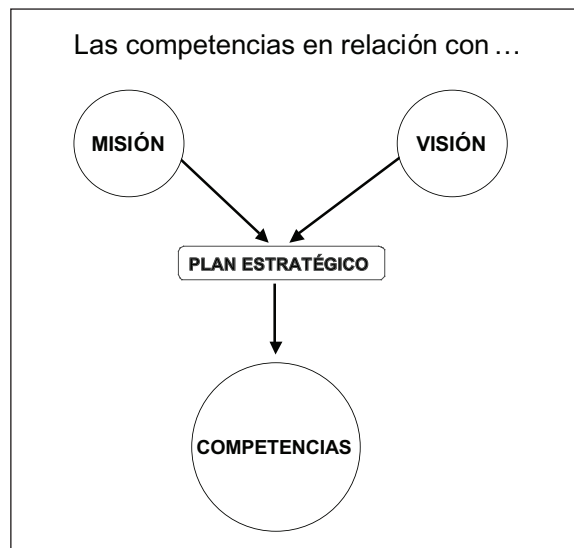 Las competencias en relación con ...
MISIÓN
VISIÓN
PLAN ESTRATÉGICO
COMPETENCIAS